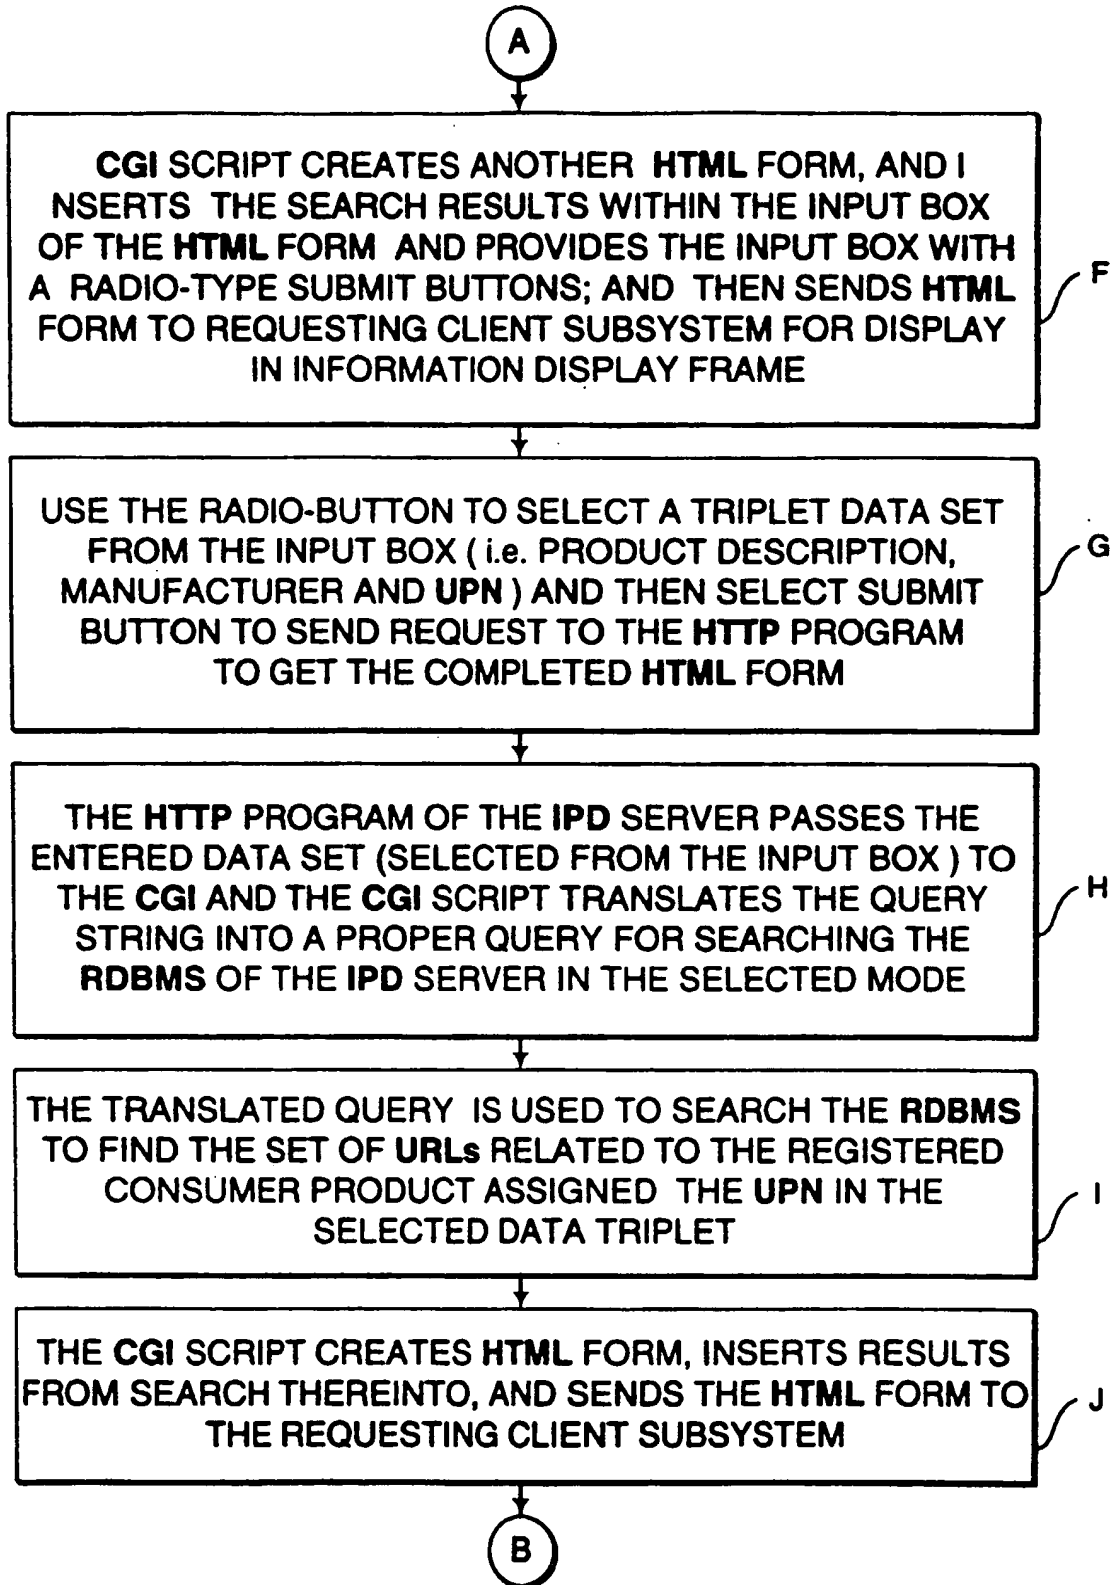 A
CGI SCRIPT CREATES ANOTHER HTML FORM, AND I
NSERTS THE SEARCH RESULTS WITHIN THE INPUT BOX
OF THE HTML FORM AND PROVIDES THE INPUT BOX WITH
A RADIO-TYPE SUBMIT BUTTONS; AND THEN SENDS HTML
FORM TO REQUESTING CLIENT SUBSYSTEM FOR DISPLAY
IN INFORMATION DISPLAY FRAME
F
USE THE RADIO-BUTTON TO SELECT A TRIPLET DATA SET
FROM THE INPUT BOX ( i.e. PRODUCT DESCRIPTION,
MANUFACTURER AND UPN ) AND THEN SELECT SUBMIT
BUTTON TO SEND REQUEST TO THE HTTP PROGRAM
TO GET THE COMPLETED HTML FORM
G
THE HTTP PROGRAM OF THE IPD SERVER PASSES THE
ENTERED DATA SET (SELECTED FROM THE INPUT BOX ) TO
THE CGI AND THE CGI SCRIPT TRANSLATES THE QUERY
STRING INTO A PROPER QUERY FOR SEARCHING THE
RDBMS OF THE IPD SERVER IN THE SELECTED MODE
H
THE TRANSLATED QUERY IS USED TO SEARCH THE RDBMS
TO FIND THE SET OF URLs RELATED TO THE REGISTERED
CONSUMER PRODUCT ASSIGNED THE UPN IN THE
SELECTED DATA TRIPLET
I
THE CGI SCRIPT CREATES HTML FORM, INSERTS RESULTS
FROM SEARCH THEREINTO, AND SENDS THE HTML FORM TO
THE REQUESTING CLIENT SUBSYSTEM
J
B